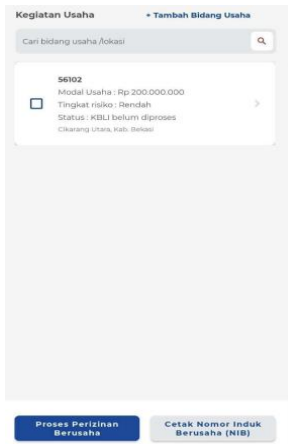 Kegiatan Usaha + Tambah Bidang Usaha
Cari bidang usaha /lokasi
56102
Modal Usaha : Rp 200.000.000
Tingkat risiko : Rendah
Status : KBLI belum diproses
Cikarang Utara, Kab. Bekasi
Proses Perizinan
Berusaha
Cetak Nomor Induk
Berusaha (NIB)